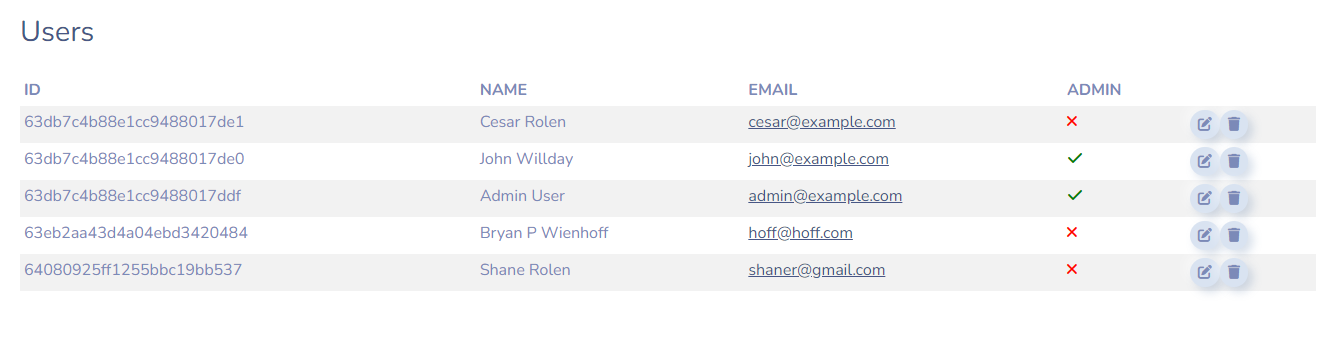 Users
ID NAME EMAIL ADMIN
63db7c4b88e1cc9488017de1 Cesar Rolen cesar@example.com
63db7c4b88e1cc9488017de0 John Willday john@example.com
63db7c4b88e1cc9488017ddf Admin User admin@example.com
63eb2aa43d4a04ebd3420484 Bryan P Wienhoff hoff@hoff.com
64080925ff1255bbc19bb537 Shane Rolen shaner@gmail.com